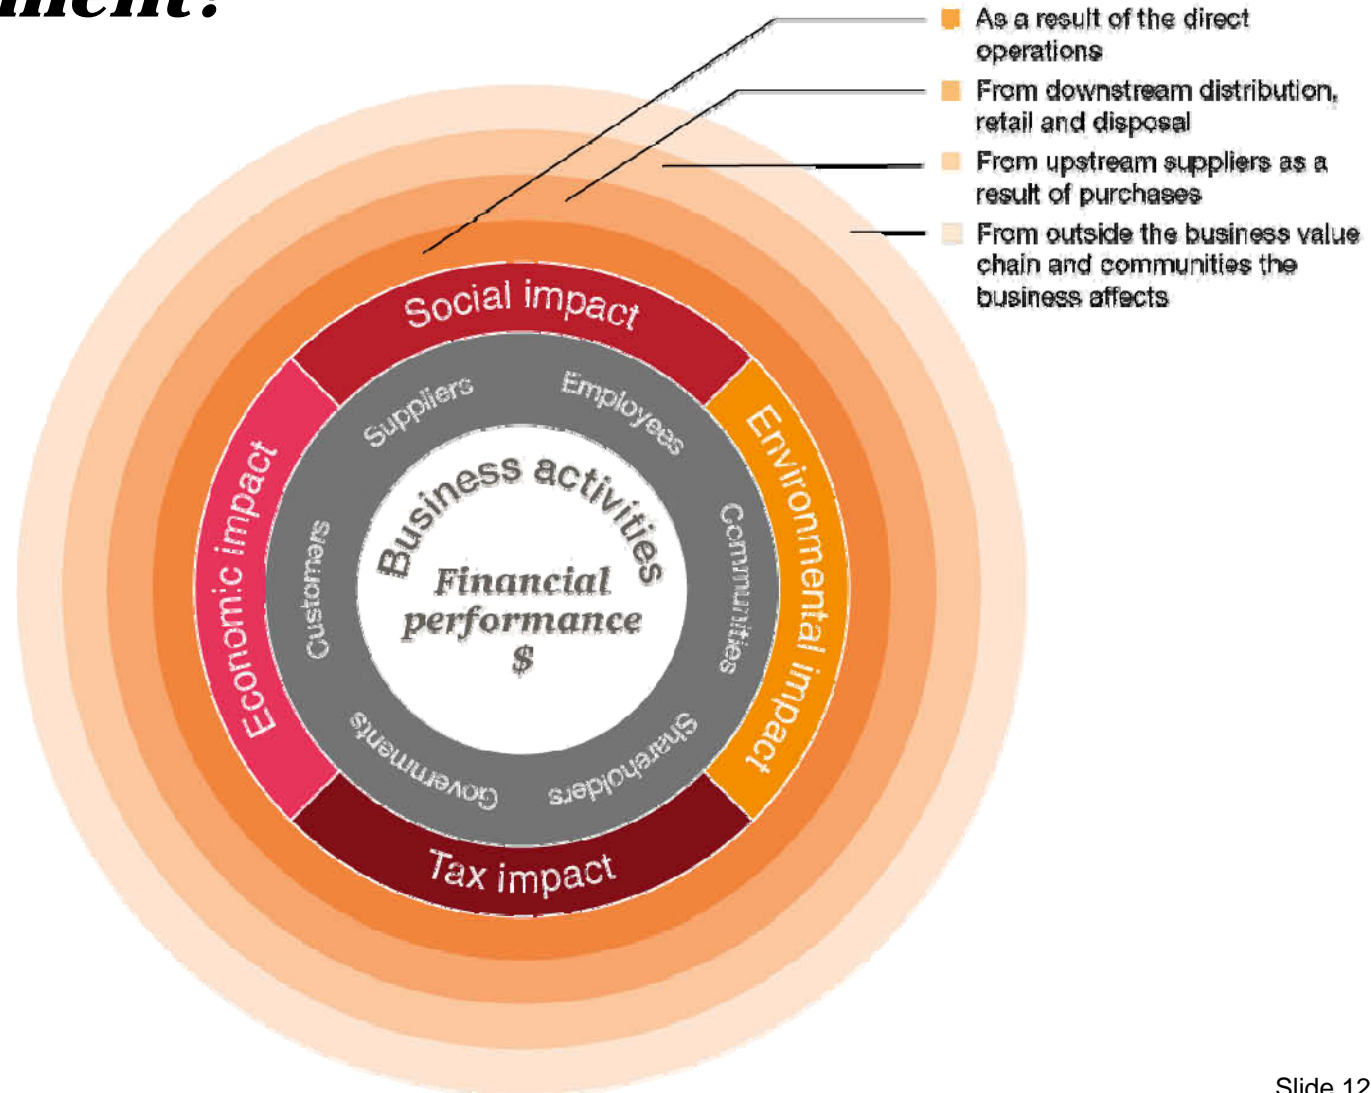 As a result of the direct
operations
From downstream distribution,
retail and disposal
From upstream suppliers as a
result of purchases
From outside the business value
chain and communities the
business affects
Social impact
Suppliers
Employees
Economic impact
Environmental impact
Customers
Communities
Business activities
Financial
performance
$
Governments
Shareholders
Tax impact
Slide 12